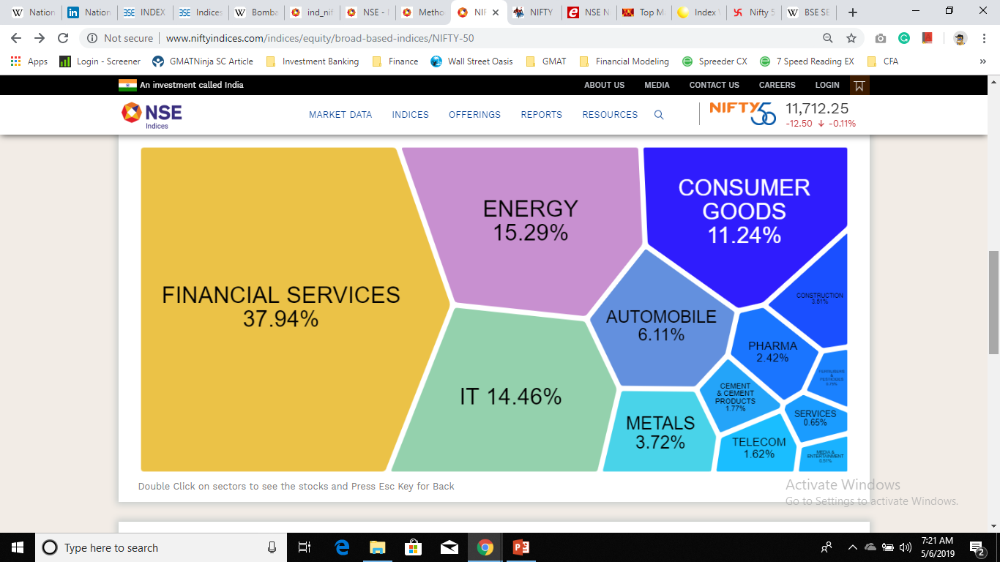 Nation
Nation
INDEX
Indices
Bomba
ind_nif
NSE - I
Metho
NIF
NIFTY
NSE N
Top M
Index
Nifty 5
BSE SE
Not secure | www.niftyindices.com/indices/equity/broad-based-indices/NIFTY-50
Apps
Login - Screener
GMATNinja SC Article
Investment Banking
Finance
Wall Street Oasis
GMAT
Financial Modeling
Spreeder CX
7 Speed Reading EX
CFA
An investment called India
ABOUT US
MEDIA
CONTACT US
CAREERS
LOGIN
NSE
Indices
MARKET DATA
INDICES
OFFERINGS
REPORTS
RESOURCES
NIFTY50
11,712.25
-12.50 -0.11%
FINANCIAL SERVICES
37.94%
ENERGY
15.29%
CONSUMER
GOODS
11.24%
CONSTRUCTION
AUTOMOBILE
6.11%
PHARMA
2.42%
IT 14.46%
CEMENT
& CEMENT
PRODUCTS
1.77%
METALS
3.72%
SERVICES
0.65%
TELECOM
1.62%
MEDIA &
ENTERTAINMENT
Double Click on sectors to see the stocks and Press Esc Key for Back
Activate Windows
Go to Settings to activate Windows.
Type here to search
7:21 AM
5/6/2019
2